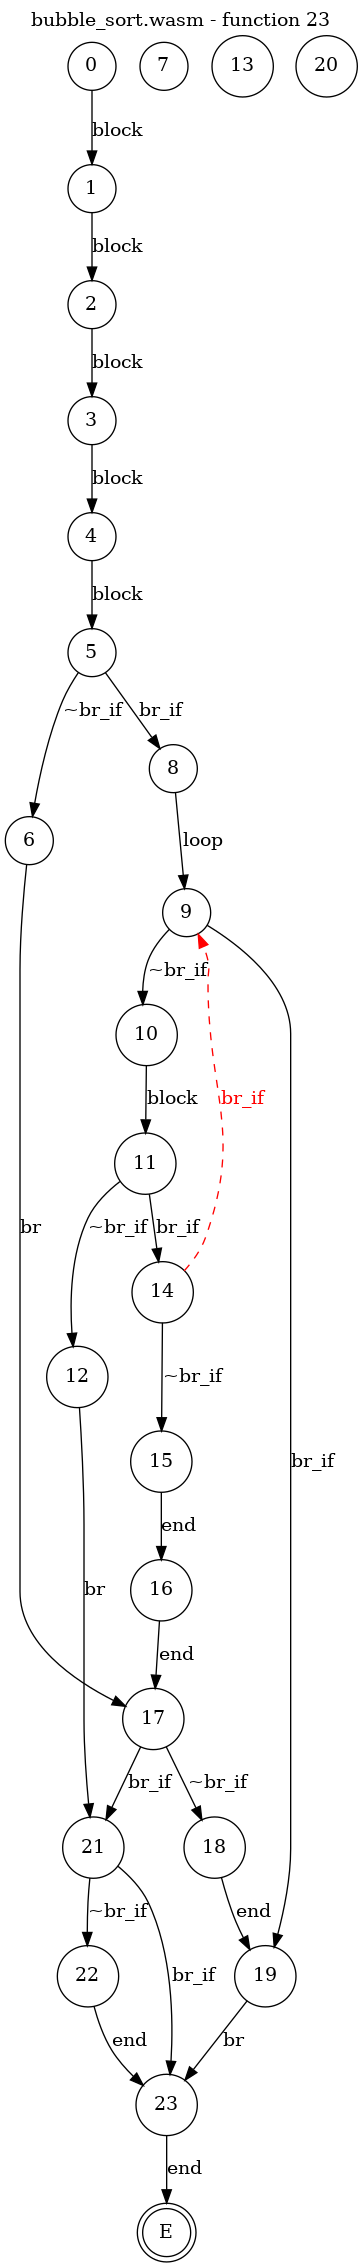 bubble_sort.wasm - function 23
0 7 13 20
block
1
block
2
block
3
block
4
block
5
~br_if br_if
8
6
loop
9
~br_if
10
block br_if
11
~br_if br_if
br
14
12
~br_if br_if
15
end
br
16
end
17
br_if ~br_if
21 18
~br_if end
22 br_if 19
end br
23
end
E